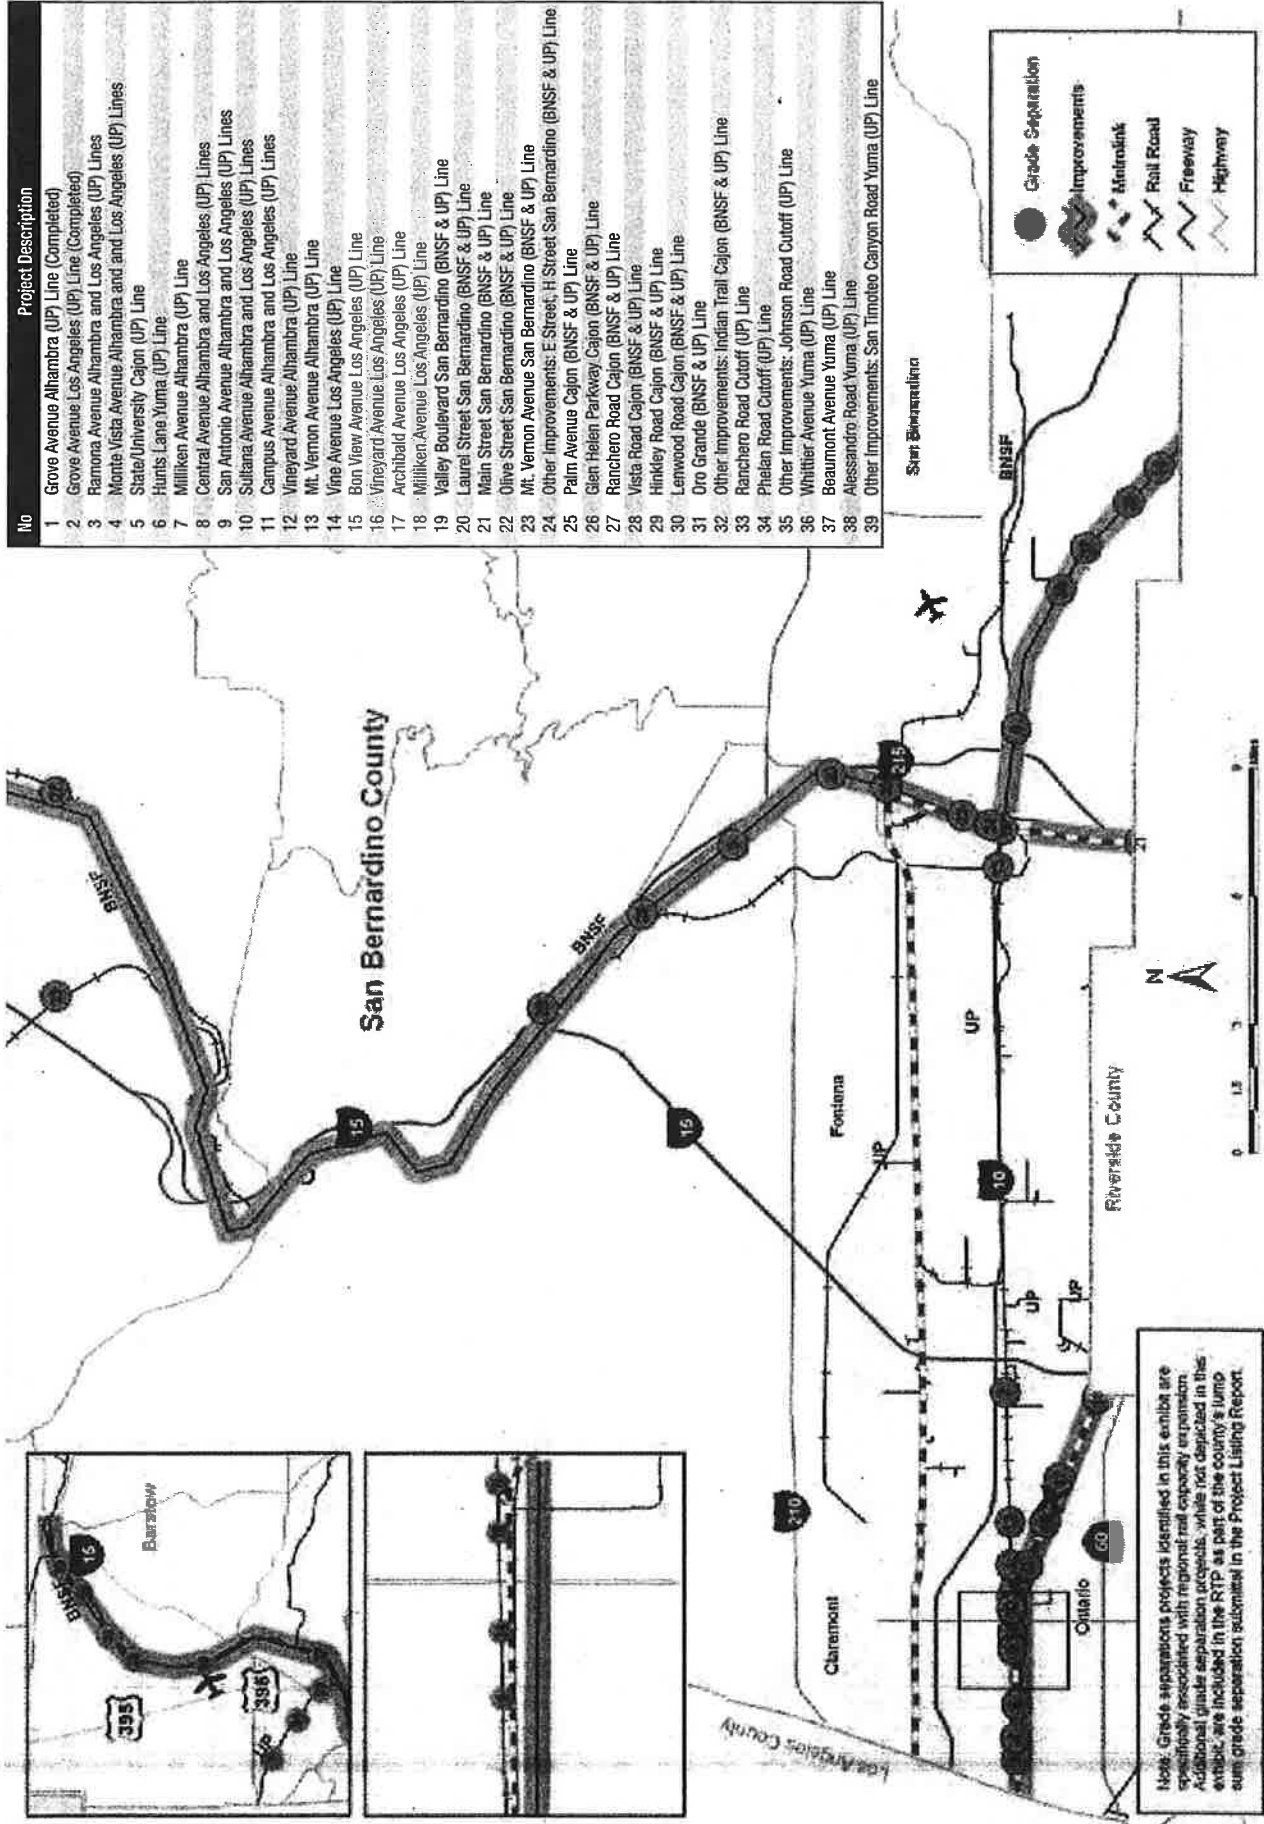 No Project Description
1 Grove Avenue Alhambra (UP) Line (Completed)
2 Grove Avenue Los Angeles (UP) Line (Completed)
3 Ramona Avenue Alhambra and Los Angeles (UP) Lines
4 Monte Vista Avenue Alhambra and and Los Angeles (UP) Lines
5 State/University Cajon (UP) Line
6 Hunts Lane Yuma (UP) Line
7 Milliken Avenue Alhambra (UP) Line
8 Central Avenue Alhambra and Los Angeles (UP) Lines
9 San Antonio Avenue Alhambra and Los Angeles (UP) Lines
10 Sultana Avenue Alhambra and Los Angeles (UP) Lines
11 Campus Avenue Alhambra and Los Angeles (UP) Lines
12 Vineyard Avenue Alhambra (UP) Line
13 Mt. Vernon Avenue Alhambra (UP) Line
14 Vine Avenue Los Angeles (UP) Line
15 Bon View Avenue Los Angeles (UP) Line
16 Vineyard Avenue Los Angeles (UP) Line
17 Archibald Avenue Los Angeles (UP) Line
18 Milliken Avenue Los Angeles (UP) Line
19 Valley Boulevard San Bernardino (BNSF & UP) Line
20 Laurel Street San Bernardino (BNSF & UP) Line
21 Main Street San Bernardino (BNSF & UP) Line
22 Olive Street San Bernardino (BNSF & UP) Line
23 Mt. Vernon Avenue San Bernardino (BNSF & UP) Line
24 Other Improvements: E Street, H Street San Bernardino (BNSF & UP) Line
25 Palm Avenue Cajon (BNSF & UP) Line
26 Glen Helen Parkway Cajon (BNSF & UP) Line
27 Ranchero Road Cajon (BNSF & UP) Line
28 Vista Road Cajon (BNSF & UP) Line
29 Hinkley Road Cajon (BNSF & UP) Line
30 Lenwood Road Cajon (BNSF & UP) Line
31 Oro Grande (BNSF & UP) Line
32 Other Improvements: Indian Trail Cajon (BNSF & UP) Line
33 Ranchero Road Cutoff (UP) Line
34 Phelan Road Cutoff (UP) Line
35 Other Improvements: Johnson Road Cutoff (UP) Line
36 Whittier Avenue Yuma (UP) Line
37 Beaumont Avenue Yuma (UP) Line
38 Alessandro Road Yuma (UP) Line
39 Other Improvements: San Timoteo Canyon Road Yuma (UP) Line
Grade Separation
Improvements
Metrolink
Rail Road
Freeway
Highway
San Bernardino
BNSF
San Bernardino County
BNSF
BNSF
15
15
215
21
Fontana
UP
UP
10
UP
UP
Riverside County
N
0 1.5 3 6 9
Miles
Barstow
BNSF
15
395
395
UP
210
Claremont
60
Ontario
Los Angeles County
Note: Grade separations projects identified in this exhibit are
specifically associated with regional rail capacity expansion.
Additional grade separation projects, while not depicted in this
exhibit, are included in the RTP as part of the county's lump
sum grade separation submittal in the Project Listing Report.